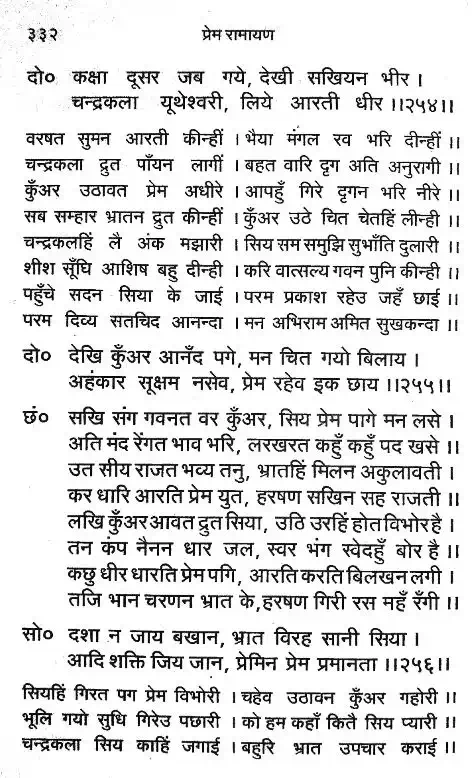 ३३२
प्रेम रामायण
दो० कक्षा दूसर जब गये, देखी सखियन भीर ।
चन्द्रकला यूथेश्वरी, लिये आरती धीर ।।२५४।।
वरषत सुमन आरती कीन्हीं । भैया मंगल रव भरि दीन्हीं ।।
चन्द्रकला द्रुत पाँयन लागीं । बहत वारि दृग अति अनुरागी ।।
कुँअर उठावत प्रेम अधीरे । आपहुँ गिरे दृगन भरि नीरे ।।
सब सम्हार भ्रातन द्रुत कीन्हीं । कुँअर उठे चित चेतहिं लीन्ही ।।
चन्द्रकलहिं लै अंक मझारी । सिय सम समुझि सुभाँति दुलारी ।।
शीश सूँघि आशिष बहु दीन्ही । करि वात्सल्य गवन पुनि कीन्ही ।।
पहुँचे सदन सिया के जाई । परम प्रकाश रहेउ जहँ छाई ।।
परम दिव्य सतचिद आनन्दा । मन अभिराम अमित सुखकन्दा ।।
दो० देखि कुँअर आनँद पगे, मन चित गयो बिलाय ।
अहंकार सूक्षम नसेव, प्रेम रहेव इक छाय ।।२५५।।
छं० सखि संग गवनत वर कुँअर, सिय प्रेम पागे मन लसे ।
अति मंद रेंगत भाव भरि, लरखरत कहुँ कहुँ पद खसे ।।
उत सीय राजत भव्य तनु, भ्रातहिं मिलन अकुलावती ।
कर धारि आरति प्रेम युत, हरषण सखिन सह राजती ।।
लखि कुँअर आवत द्रुत सिया, उठि उरहिं होत विभोर है ।
तन कंप नैनन धार जल, स्वर भंग स्वेदहुँ बोर है ।।
कछु धीर धारति प्रेम पगि, आरति करति बिलखन लगी ।
तजि भान चरणन भ्रात के, हरषण गिरी रस महँ रँगी ।।
सो० दशा न जाय बखान, भ्रात विरह सानी सिया ।
आदि शक्ति जिय जान, प्रेमिन प्रेम प्रमानता ।।२५६।।
सियहिं गिरत पग प्रेम विभोरी । चहेव उठावन कुँअर गहोरी ।।
भूलि गयो सुधि गिरेउ पछारी । को हम कहाँ कितै सिय प्यारी ।।
चन्द्रकला सिय काहिं जगाई । बहुरि भ्रात उपचार कराई ।।